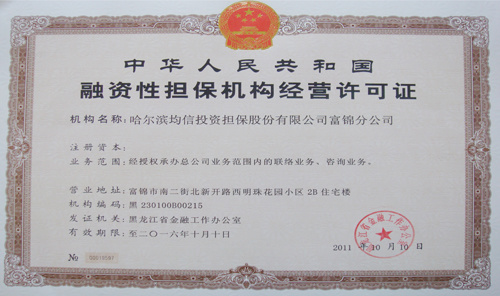 中华人民共和国
融资性担保机构经营许可证
机构名称：哈尔滨均信投资担保股份有限公司富锦分公司
注册资本：
业务范围：经授权承办总公司业务范围内的联络业务、咨询业务。
营业地址：富锦市南二街北新开路西明珠花园小区 2B 住宅楼
机构编码：黑 230100B00215
发证机关：黑龙江省金融工作办公室
有效期限：至二〇一六年十月十日
2011 年 10 月 10 日
№